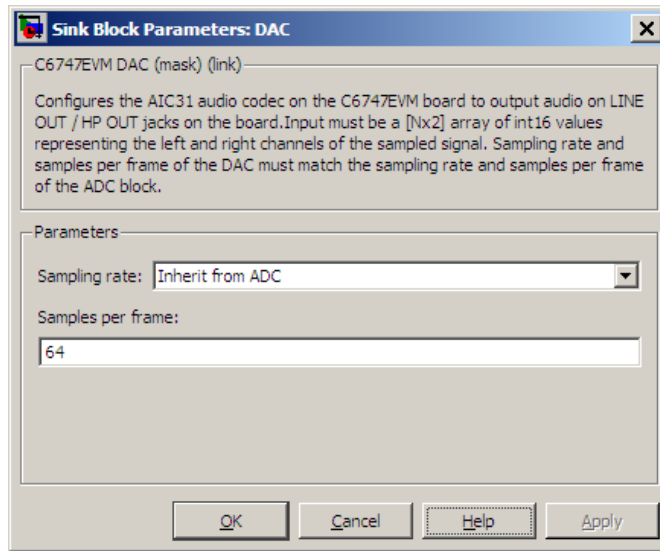 Sink Block Parameters: DAC
C6747EVM DAC (mask) (link)
Configures the AIC31 audio codec on the C6747EVM board to output audio on LINE
OUT / HP OUT jacks on the board.Input must be a [Nx2] array of int16 values
representing the left and right channels of the sampled signal. Sampling rate and
samples per frame of the DAC must match the sampling rate and samples per frame
of the ADC block.
Parameters
Sampling rate: Inherit from ADC
Samples per frame:
64
OK Cancel Help Apply